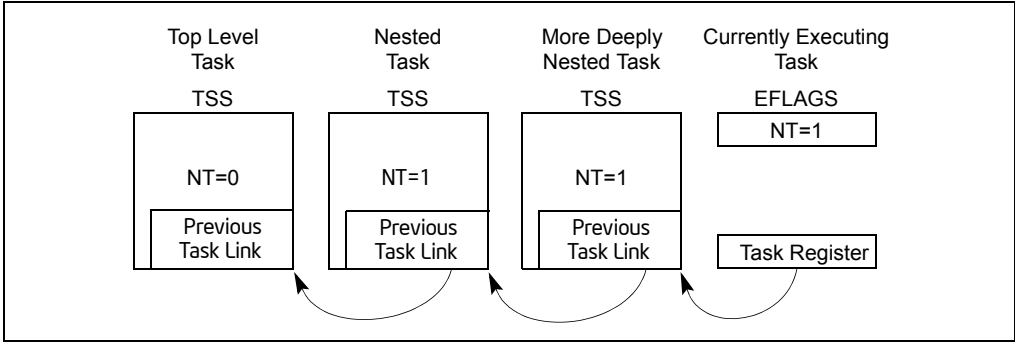 Top Level
Task
Nested
Task
More Deeply
Nested Task
Currently Executing
Task
TSS
TSS
TSS
EFLAGS
NT=1
NT=0
NT=1
NT=1
Previous
Task Link
Previous
Task Link
Previous
Task Link
Task Register